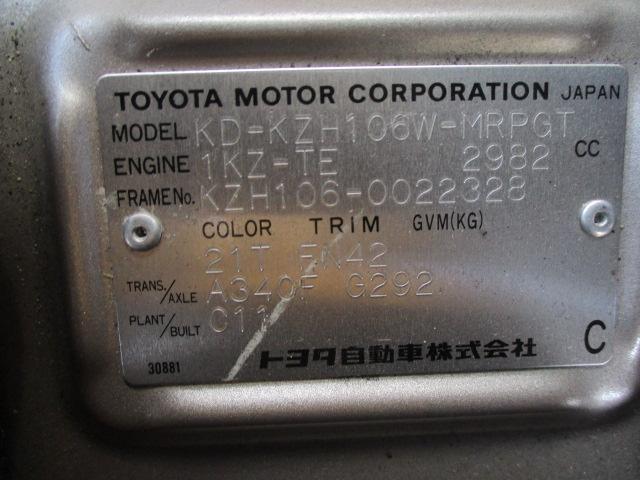 TOYOTA MOTOR CORPORATION JAPAN
MODEL KD-KZH106W-MRPGT
ENGINE 1KZ-TE 2982 CC
FRAME No. KZH106-0022328
COLOR TRIM GVM(KG)
21T FN42
TRANS./AXLE A340F G292
PLANT/BUILT C11
トヨタ自動車株式会社 C
30881